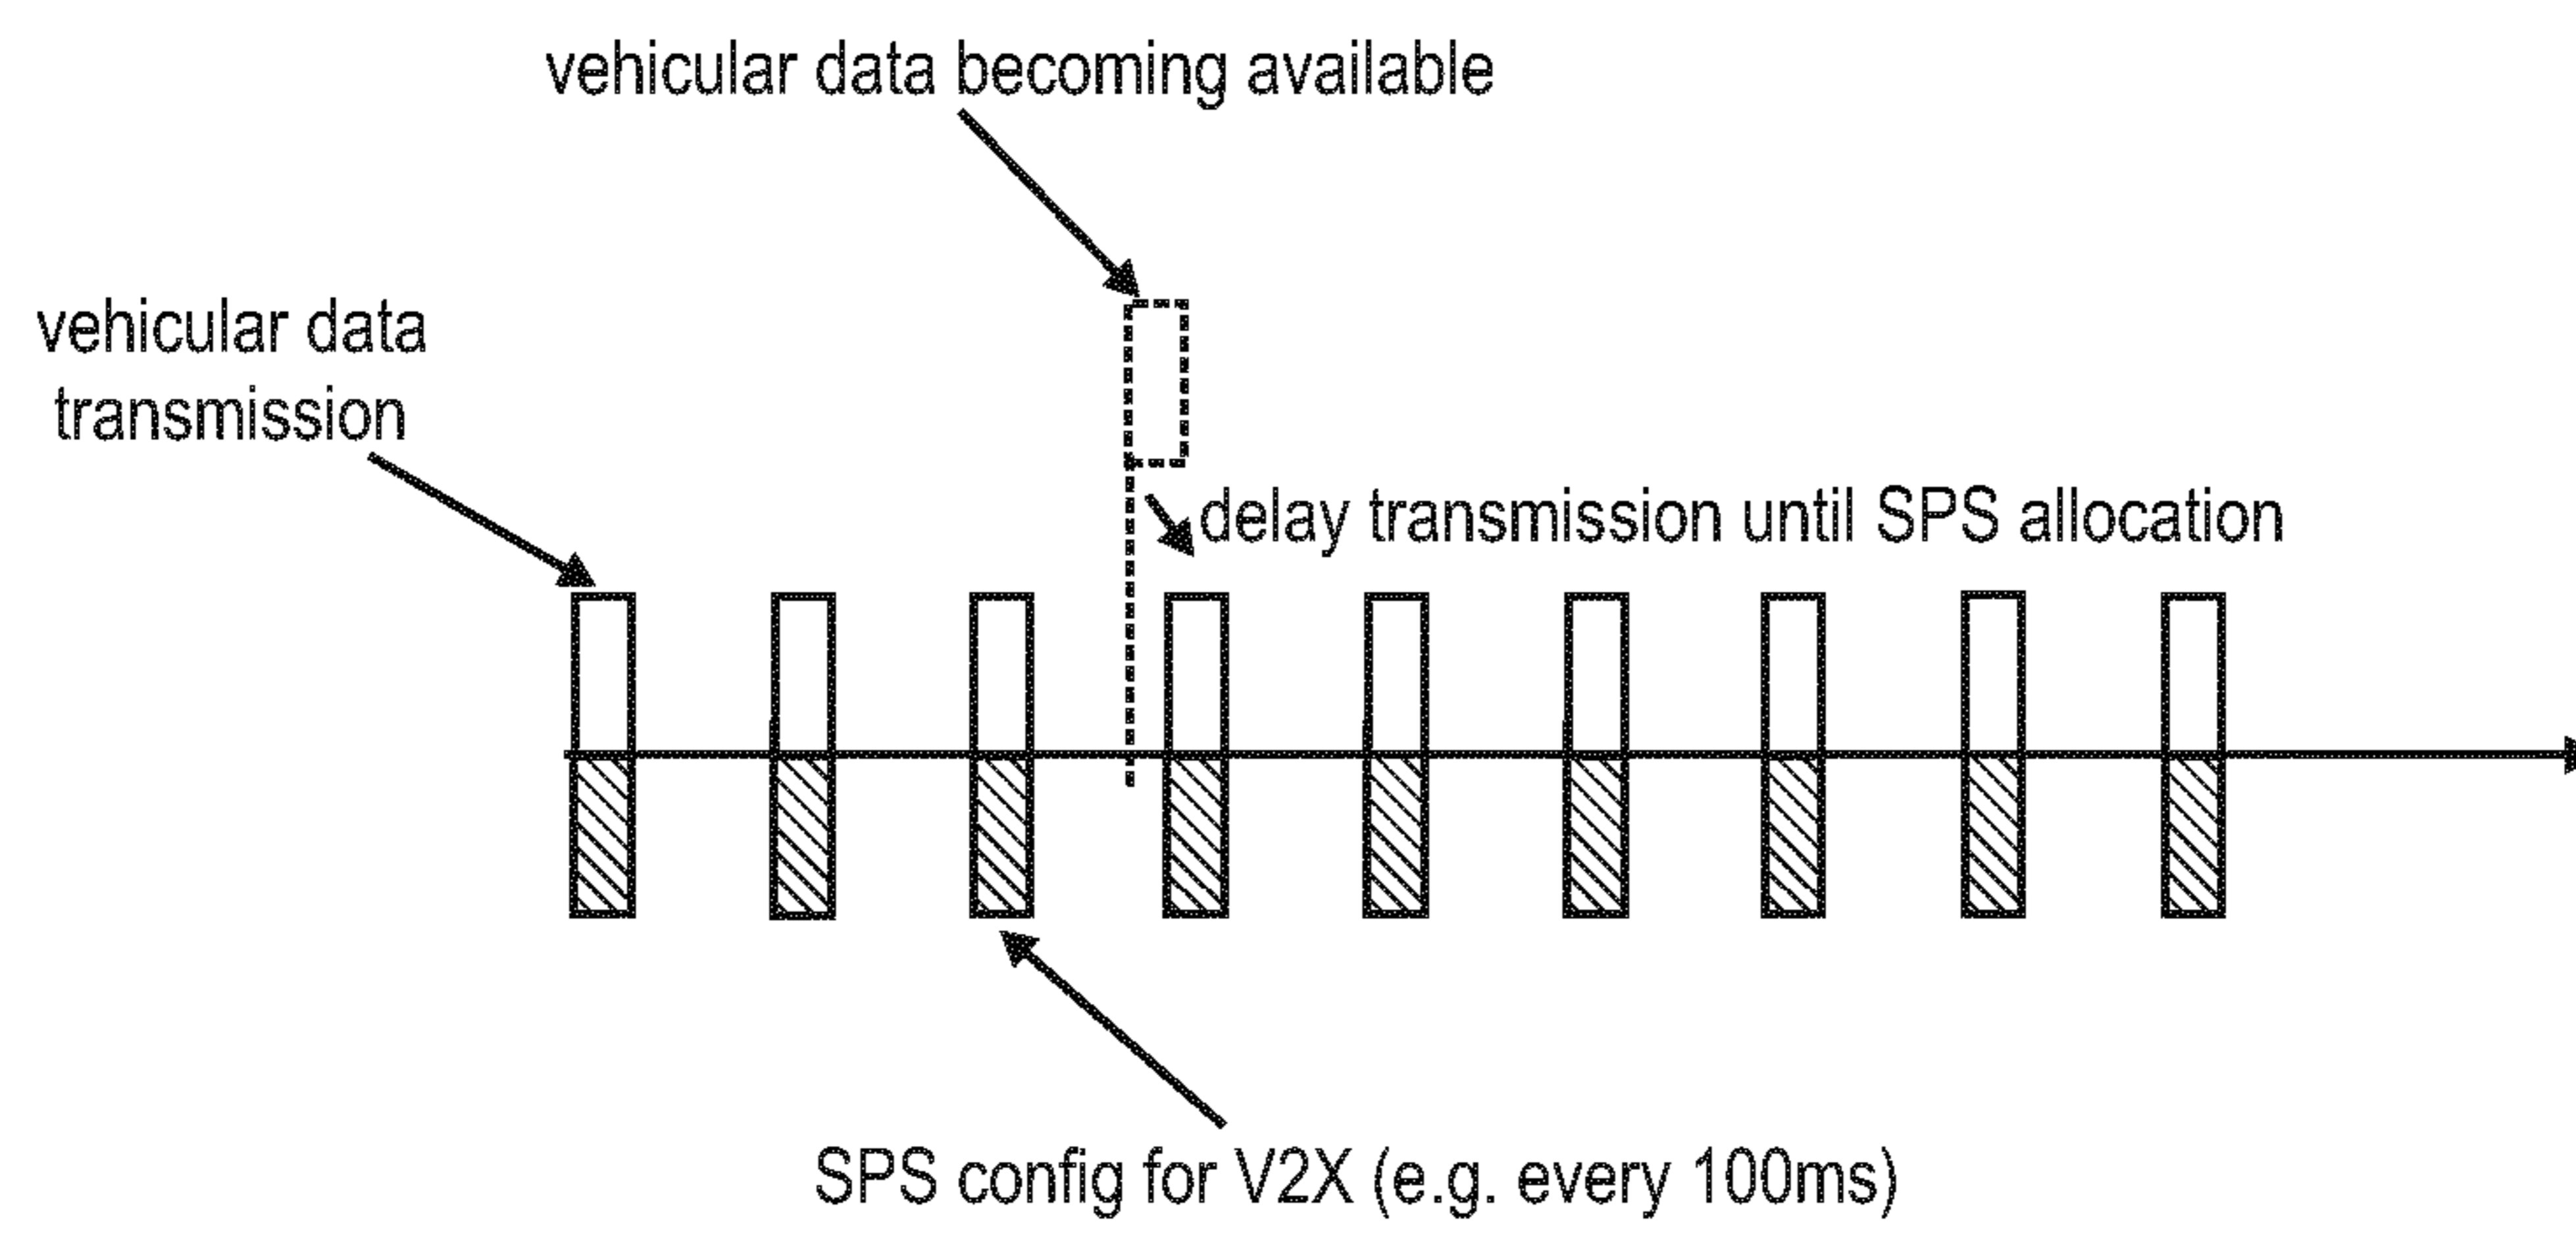 vehicular data becoming available
vehicular data
transmission
delay transmission until SPS allocation
SPS config for V2X (e.g. every 100ms)